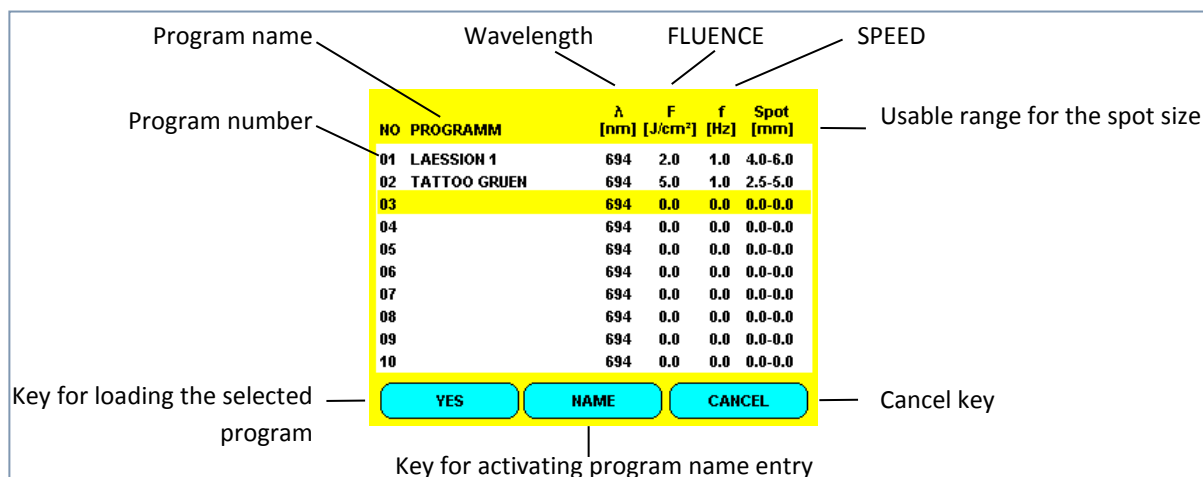 Program name
Wavelength
FLUENCE
SPEED
Program number
Usable range for the spot size
λ F f Spot
NO PROGRAMM [nm] [J/cm²] [Hz] [mm]
01 LAESSION 1 694 2.0 1.0 4.0-6.0
02 TATTOO GRUEN 694 5.0 1.0 2.5-5.0
03 694 0.0 0.0 0.0-0.0
04 694 0.0 0.0 0.0-0.0
05 694 0.0 0.0 0.0-0.0
06 694 0.0 0.0 0.0-0.0
07 694 0.0 0.0 0.0-0.0
08 694 0.0 0.0 0.0-0.0
09 694 0.0 0.0 0.0-0.0
10 694 0.0 0.0 0.0-0.0
Key for loading the selected
program
YES NAME CANCEL
Cancel key
Key for activating program name entry